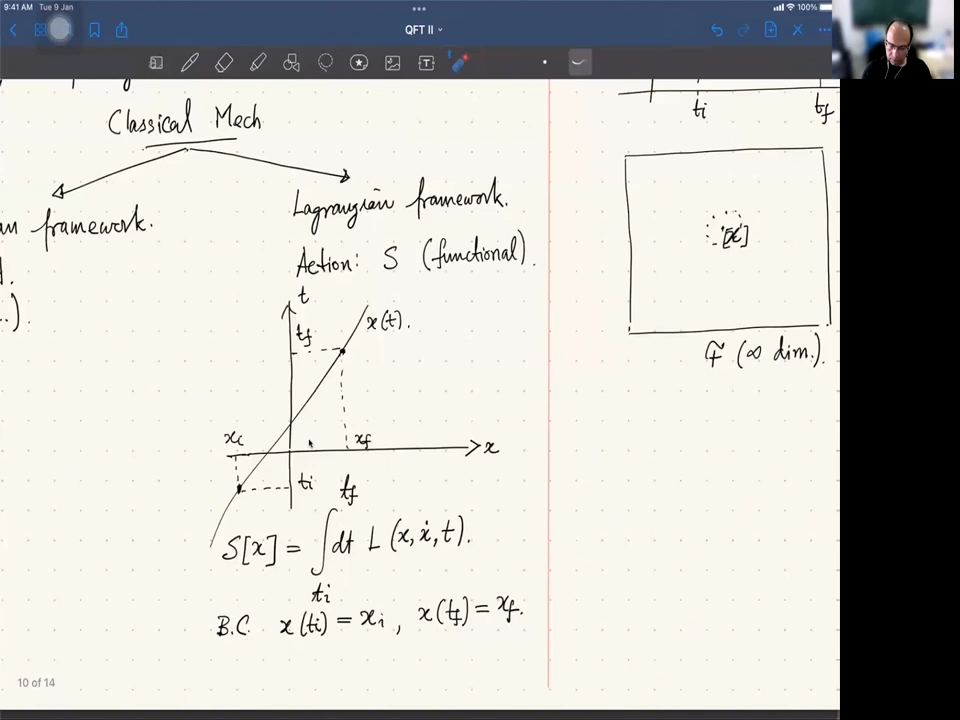 9:41 AM Tue 9 Jan
100%
QFT II
Classical Mech
framework.
Lagrangian framework.
Action: S (functional).
t
tf
x(t).
xi
xf
x
ti
tf
S[x] = ∫dt L (x, ẋ, t).
ti
B.C. x(ti) = xi, x(tf) = xf.
10 of 14
ti
tf
[x]
F (∞ dim.).